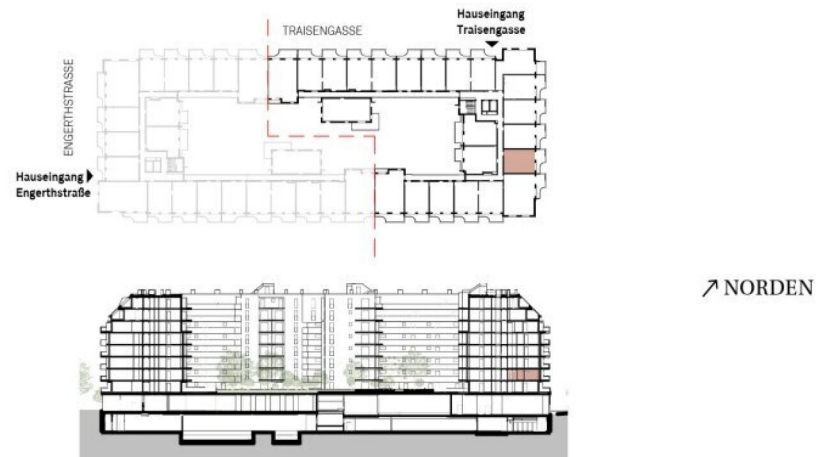 Hauseingang
Traisengasse
TRAISENGASSE
ENGERTHSTRASSE
Hauseingang
Engerthstraße
NORDEN